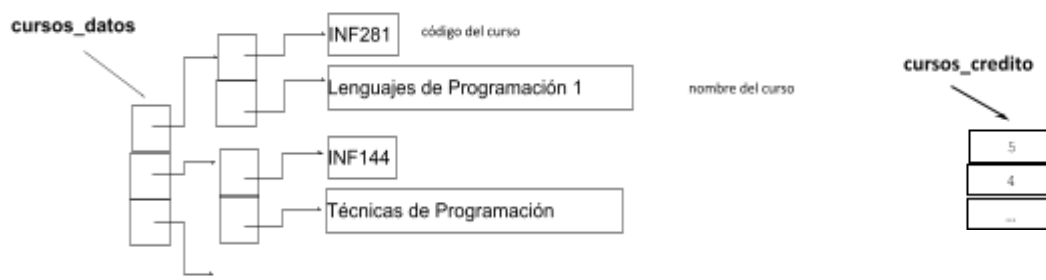 cursos_datos
INF281
código del curso
Lenguajes de Programación 1
nombre del curso
INF144
Técnicas de Programación
cursos_credito
5
4
...